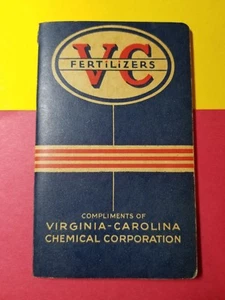 VC
FERTILIZERS
COMPLIMENTS OF
VIRGINIA-CAROLINA
CHEMICAL CORPORATION